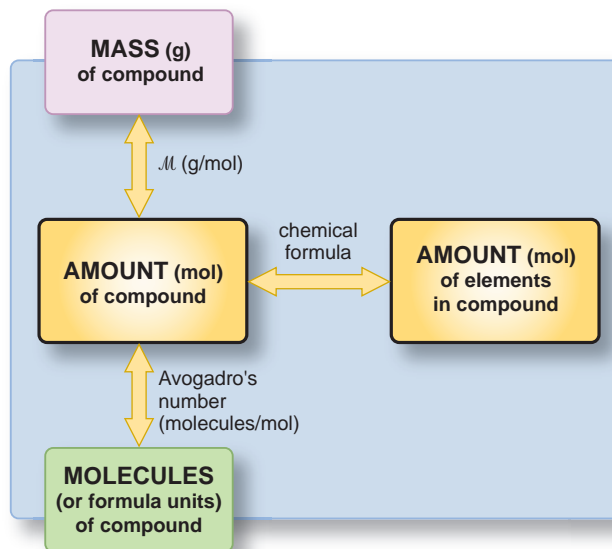 MASS (g)
of compound
ℳ (g/mol)
AMOUNT (mol)
of compound
chemical
formula
AMOUNT (mol)
of elements
in compound
Avogadro's
number
(molecules/mol)
MOLECULES
(or formula units)
of compound